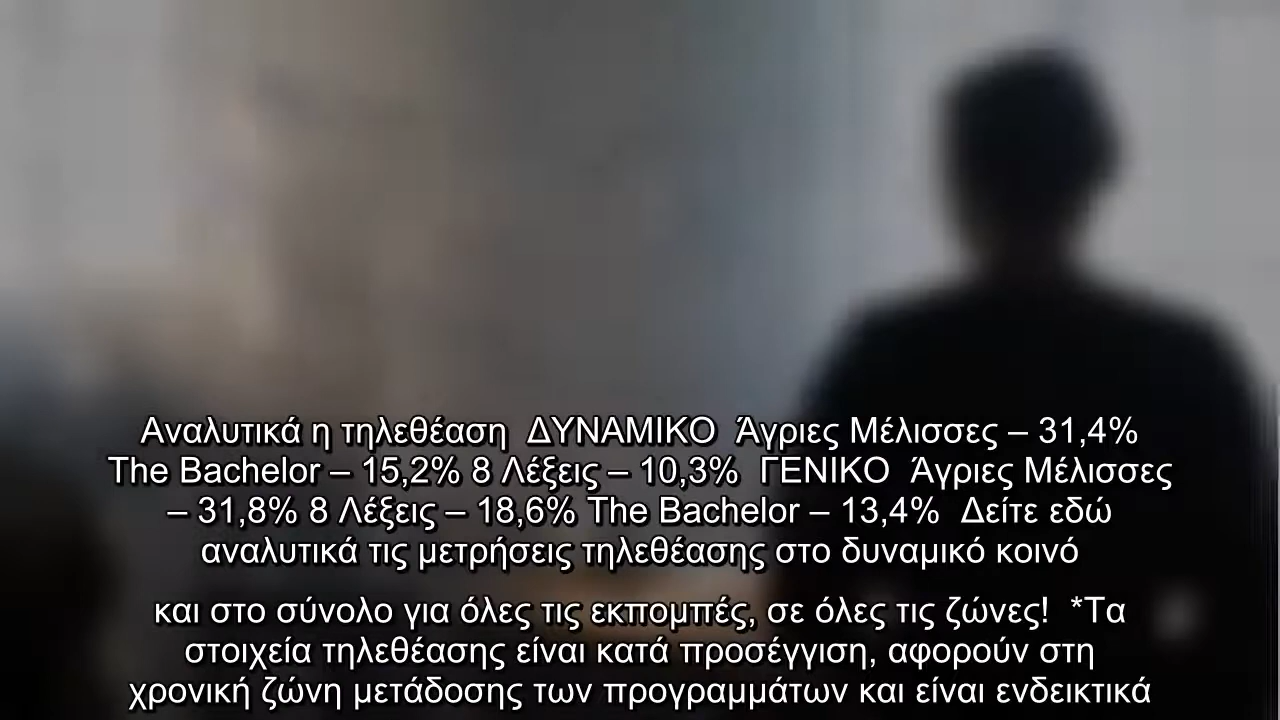 Αναλυτικά η τηλεθέαση  ΔΥΝΑΜΙΚΟ  Άγριες Μέλισσες – 31,4%
The Bachelor – 15,2% 8 Λέξεις – 10,3%  ΓΕΝΙΚΟ  Άγριες Μέλισσες
– 31,8% 8 Λέξεις – 18,6% The Bachelor – 13,4%  Δείτε εδώ
αναλυτικά τις μετρήσεις τηλεθέασης στο δυναμικό κοινό
και στο σύνολο για όλες τις εκπομπές, σε όλες τις ζώνες!  *Τα
στοιχεία τηλεθέασης είναι κατά προσέγγιση, αφορούν στη
χρονική ζώνη μετάδοσης των προγραμμάτων και είναι ενδεικτικά